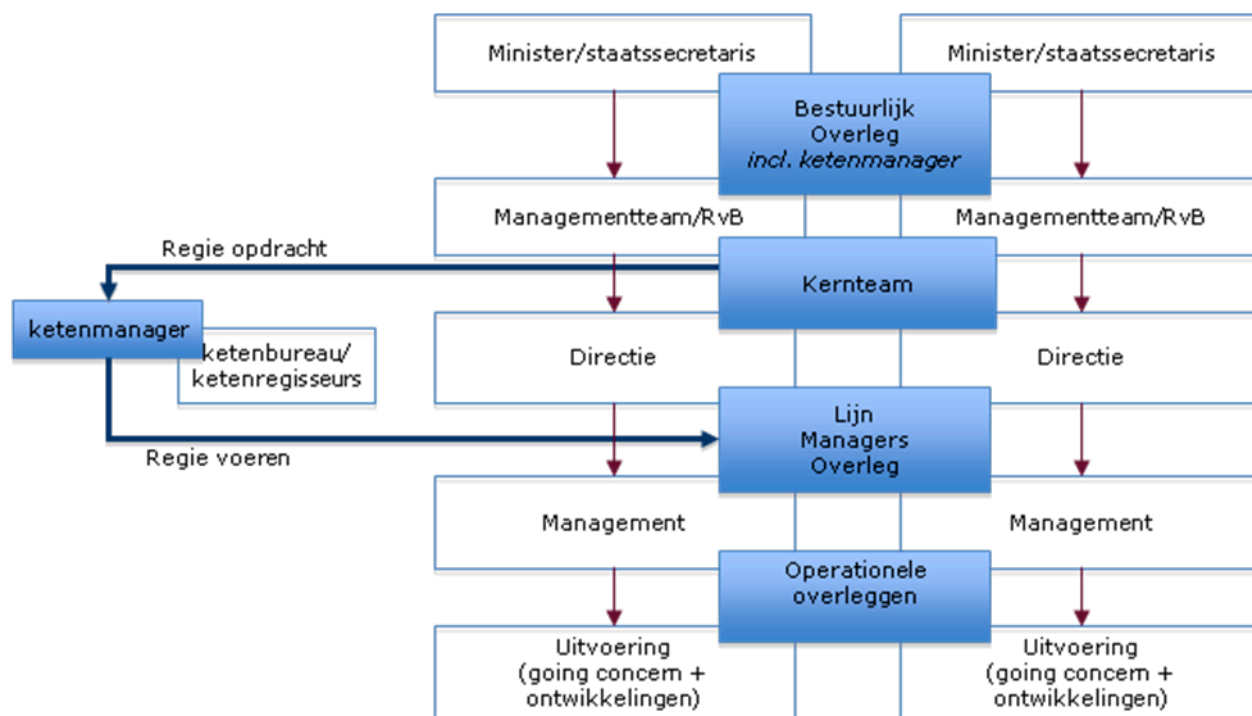 Minister/staatssecretaris
Minister/staatssecretaris
Bestuurlijk
Overleg
incl. ketenmanager
Managementteam/RvB
Managementteam/RvB
Regie opdracht
Kernteam
ketenmanager
ketenbureau/
ketenregisseurs
Directie
Directie
Lijn
Managers
Overleg
Regie voeren
Management
Management
Operationele
overleggen
Uitvoering
(going concern +
ontwikkelingen)
Uitvoering
(going concern +
ontwikkelingen)